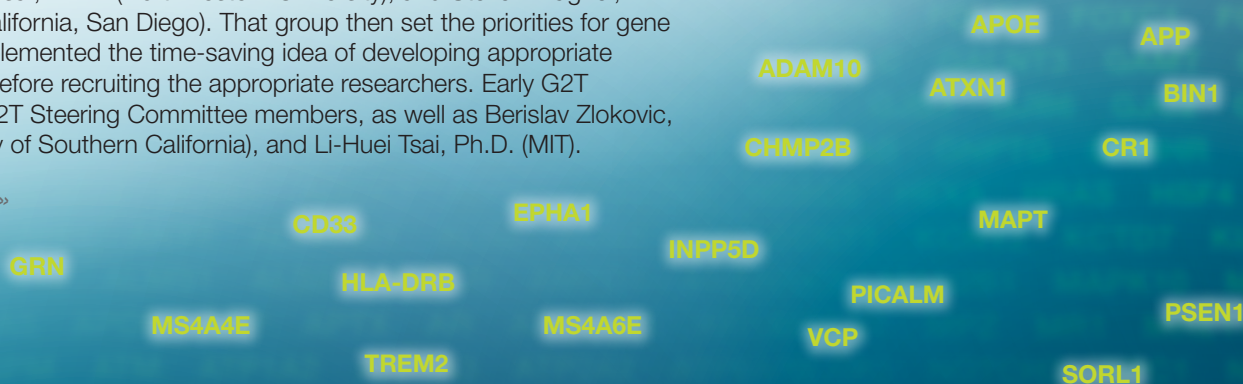 (University), and
alifornia, San Diego). That group then set the priorities for gene
plemented the time-saving idea of developing appropriate
efore recruiting the appropriate researchers. Early G2T
2T Steering Committee members, as well as Berislav Zlokovic,
y of Southern California), and Li-Huei Tsai, Ph.D. (MIT).
»
APOE
APP
ADAM10
ATXN1
BIN1
CHMP2B
CR1
CD33
EPHA1
MAPT
INPP5D
GRN
HLA-DRB
PICALM
MS4A4E
MS4A6E
PSEN1
VCP
TREM2
SORL1